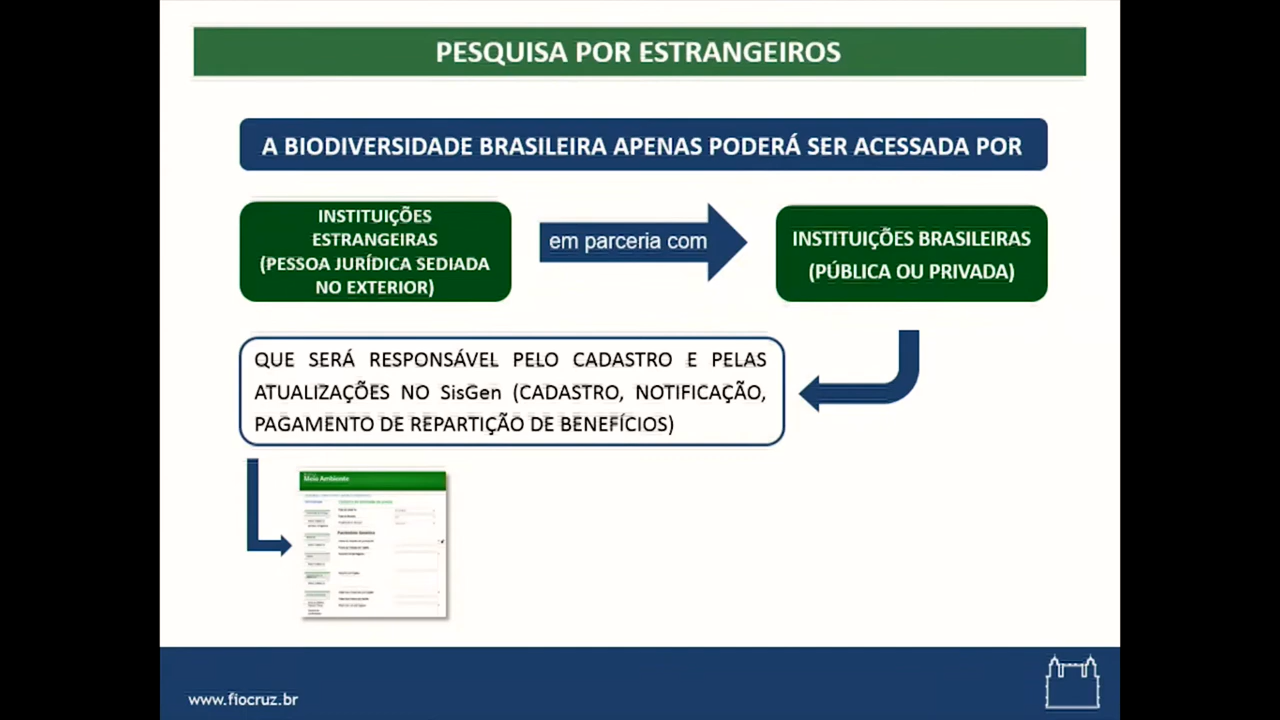 PESQUISA POR ESTRANGEIROS
A BIODIVERSIDADE BRASILEIRA APENAS PODERÁ SER ACESSADA POR
INSTITUIÇÕES
ESTRANGEIRAS
(PESSOA JURÍDICA SEDIADA
NO EXTERIOR)
em parceria com
INSTITUIÇÕES BRASILEIRAS
(PÚBLICA OU PRIVADA)
QUE SERÁ RESPONSÁVEL PELO CADASTRO E PELAS
ATUALIZAÇÕES NO SisGen (CADASTRO, NOTIFICAÇÃO,
PAGAMENTO DE REPARTIÇÃO DE BENEFÍCIOS)
Meio Ambiente
www.fiocruz.br